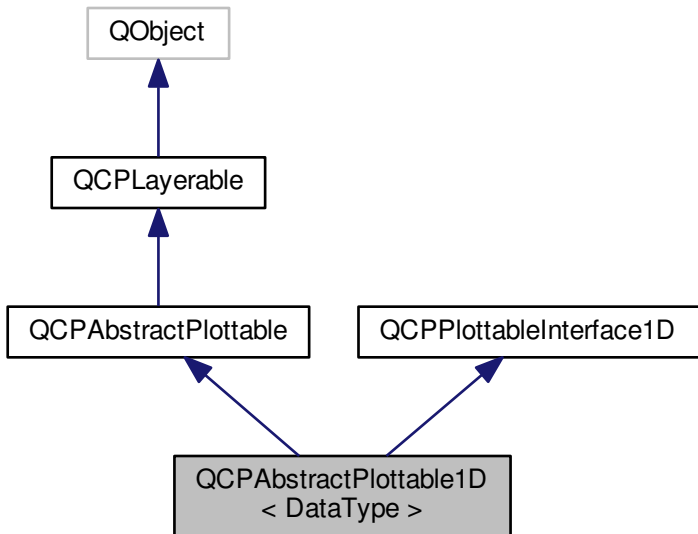 QObject
QCPLayerable
QCPAbstractPlottable
QCPPlottableInterface1D
QCPAbstractPlottable1D
< DataType >